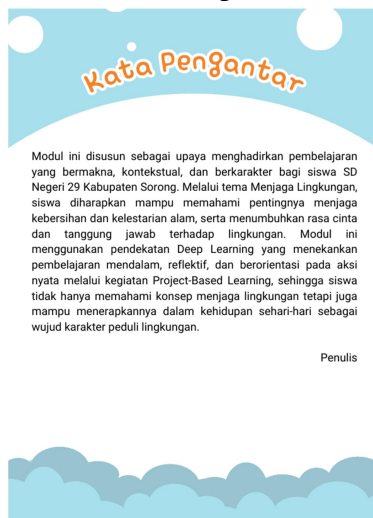 Kata Pengantar
Modul ini disusun sebagai upaya menghadirkan pembelajaran
yang bermakna, kontekstual, dan berkarakter bagi siswa SD
Negeri 29 Kabupaten Sorong. Melalui tema Menjaga Lingkungan,
siswa diharapkan mampu memahami pentingnya menjaga
kebersihan dan kelestarian alam, serta menumbuhkan rasa cinta
dan tanggung jawab terhadap lingkungan. Modul ini
menggunakan pendekatan Deep Learning yang menekankan
pembelajaran mendalam, reflektif, dan berorientasi pada aksi
nyata melalui kegiatan Project-Based Learning, sehingga siswa
tidak hanya memahami konsep menjaga lingkungan tetapi juga
mampu menerapkannya dalam kehidupan sehari-hari sebagai
wujud karakter peduli lingkungan.
Penulis